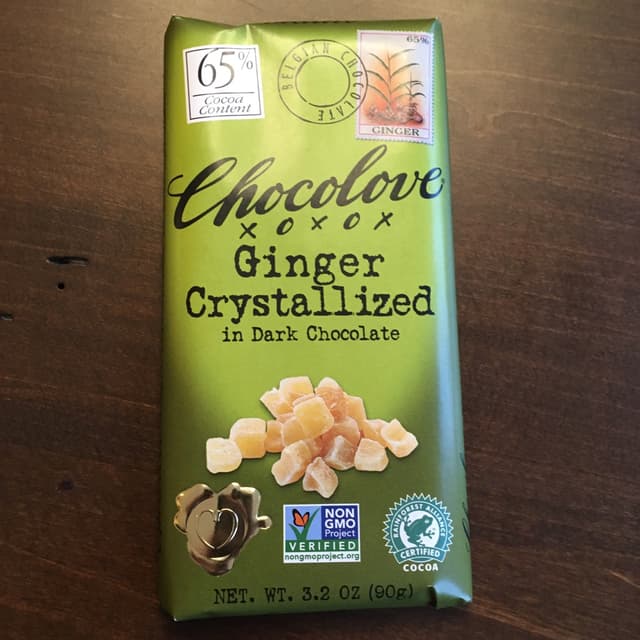 65%
Cocoa
Content
BELGIAN CHOCOLATE
65%
GINGER
Chocolove
xoxox
Ginger
Crystallized
in Dark Chocolate
NON
GMO
Project
VERIFIED
nongmoproject.org
RAINFOREST ALLIANCE
CERTIFIED
COCOA
NET. WT. 3.2 OZ (90g)